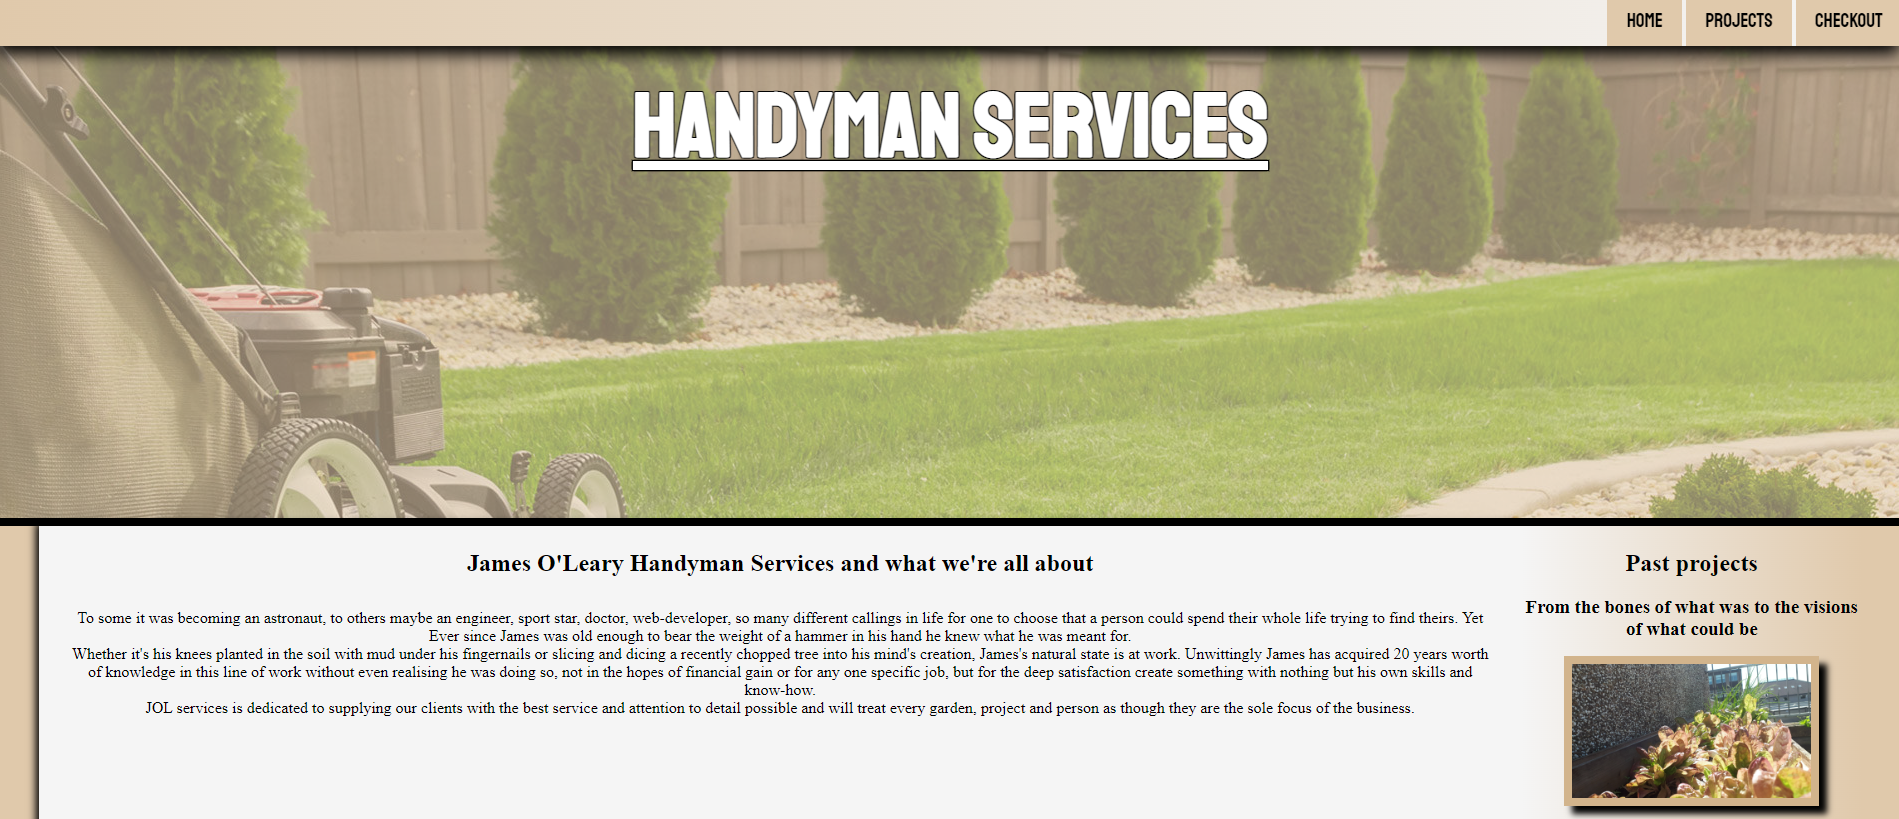 HOME PROJECTS CHECKOUT
HANDYMAN SERVICES
James O'Leary Handyman Services and what we're all about
To some it was becoming an astronaut, to others maybe an engineer, sport star, doctor, web-developer, so many different callings in life for one to choose that a person could spend their whole life trying to find theirs. Yet
Ever since James was old enough to bear the weight of a hammer in his hand he knew what he was meant for.
Whether it's his knees planted in the soil with mud under his fingernails or slicing and dicing a recently chopped tree into his mind's creation, James's natural state is at work. Unwittingly James has acquired 20 years worth
of knowledge in this line of work without even realising he was doing so, not in the hopes of financial gain or for any one specific job, but for the deep satisfaction create something with nothing but his own skills and
know-how.
JOL services is dedicated to supplying our clients with the best service and attention to detail possible and will treat every garden, project and person as though they are the sole focus of the business.
Past projects
From the bones of what was to the visions
of what could be